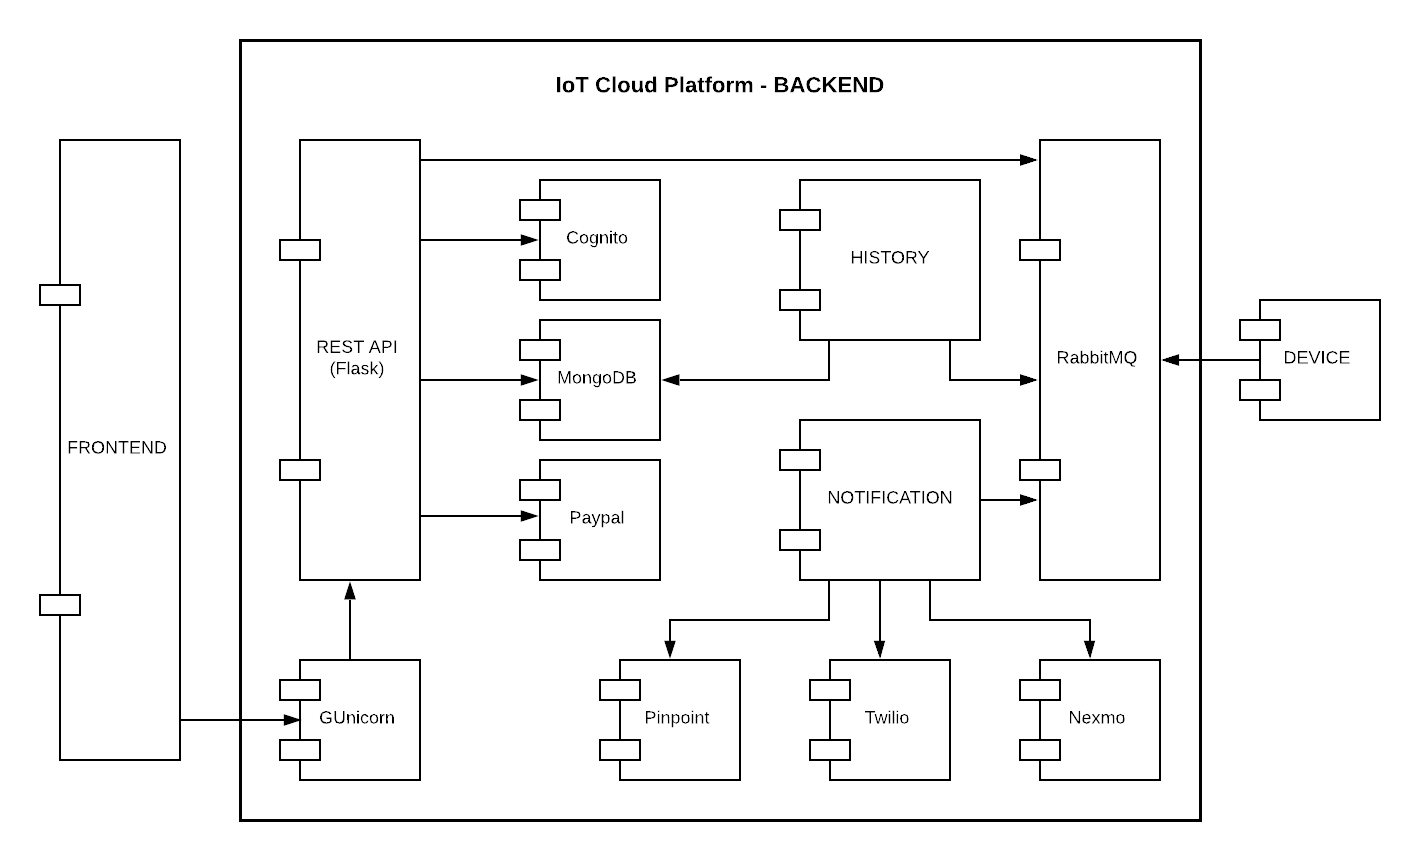 IoT Cloud Platform - BACKEND
FRONTEND
REST API
(Flask)
Cognito
HISTORY
MongoDB
RabbitMQ
DEVICE
Paypal
NOTIFICATION
GUnicorn
Pinpoint
Twilio
Nexmo